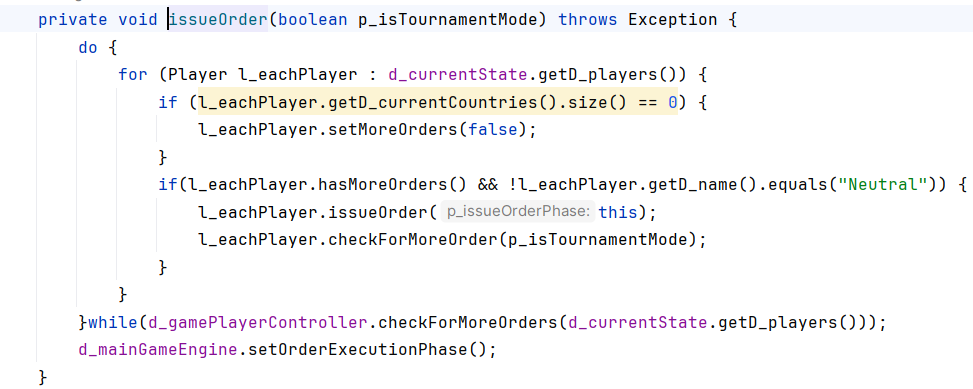 private void issueOrder(boolean p_isTournamentMode) throws Exception {
do {
for (Player l_eachPlayer : d_currentState.getD_players()) {
if (l_eachPlayer.getD_currentCountries().size() == 0) {
l_eachPlayer.setMoreOrders(false);
}
if(l_eachPlayer.hasMoreOrders() && !l_eachPlayer.getD_name().equals("Neutral")) {
l_eachPlayer.issueOrder( p_issueOrderPhase: this);
l_eachPlayer.checkForMoreOrder(p_isTournamentMode);
}
}
}while(d_gamePlayerController.checkForMoreOrders(d_currentState.getD_players()));
d_mainGameEngine.setOrderExecutionPhase();
}